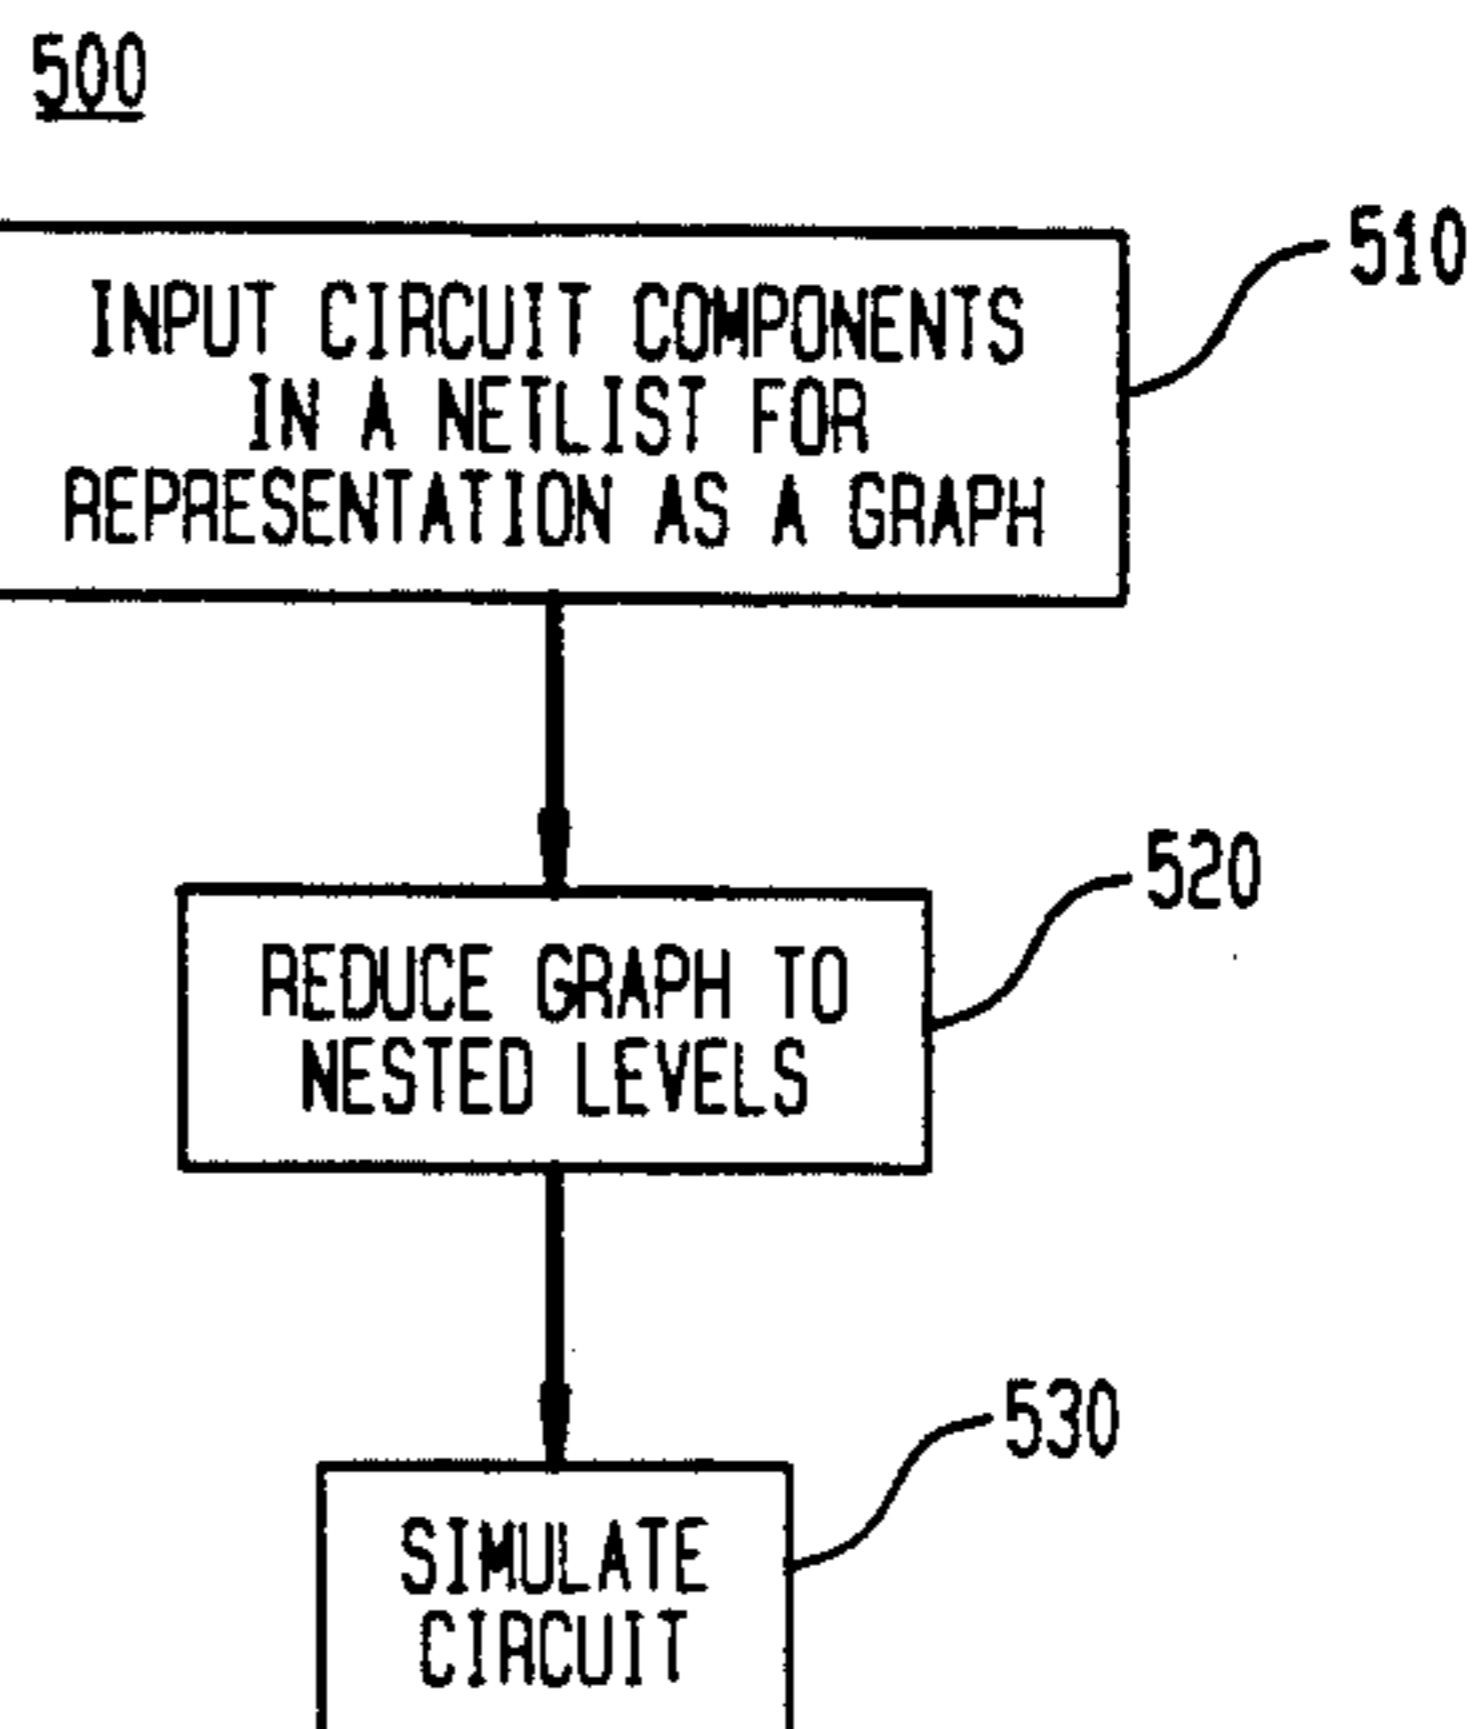 500
510
INPUT CIRCUIT COMPONENTS
IN A NETLIST FOR
REPRESENTATION AS A GRAPH
520
REDUCE GRAPH TO
NESTED LEVELS
530
SIMULATE
CIRCUIT